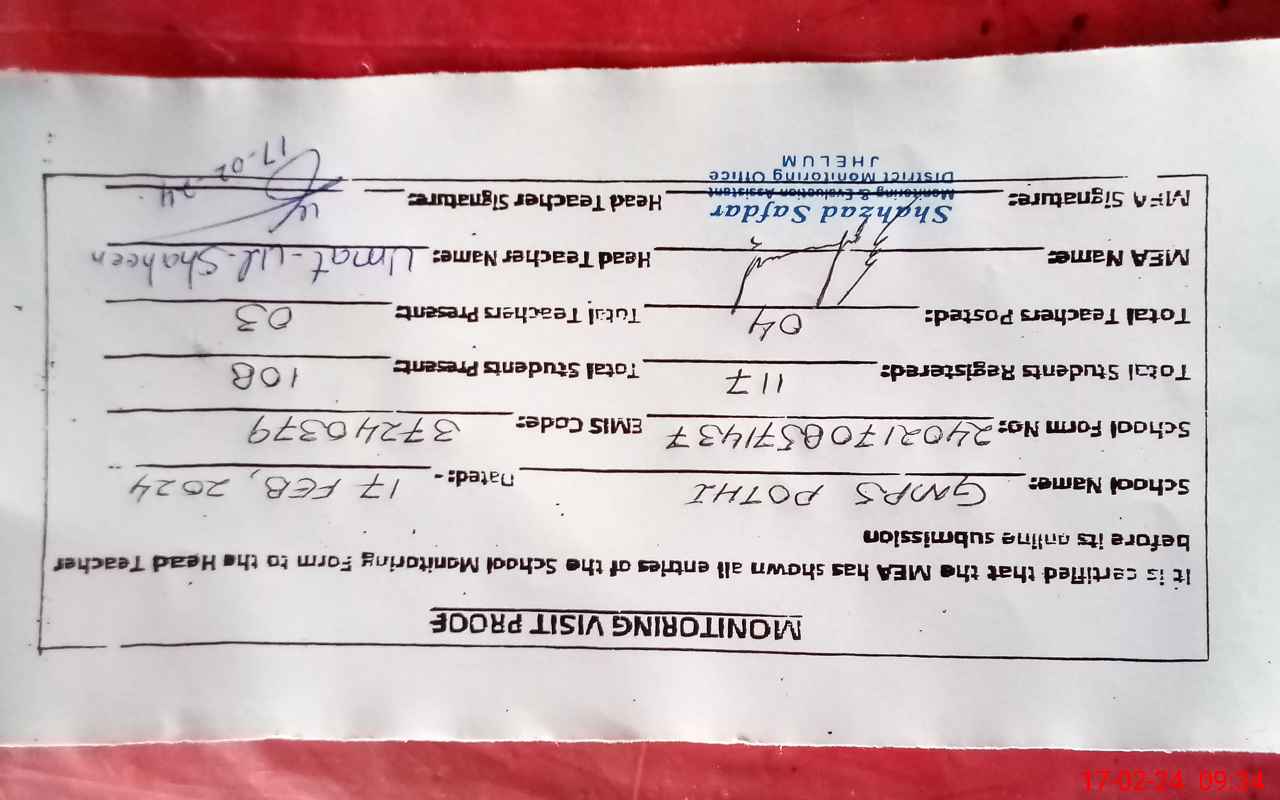 MONITORING VISIT PROOF
It is certified that the MEA has shown all entries of the School Monitoring Form to the Head Teacher
before its online submission
School Name: GMPS POTHI Dated:- 17 FEB, 2024
School Form No: 24021708571437 EMIS Code: 37240379
Total Students Registered: 117 Total Students Present: 108
Total Teachers Posted: 04 Total Teachers Present: 03
MEA Name: Head Teacher Name: Umat-ul-Shaheen
MEA Signature: Shahzad Safdar Head Teacher Signature: 17-02-24
Monitoring & Evaluation Assistant
District Monitoring Office
JHELUM
17-02-24 09:34